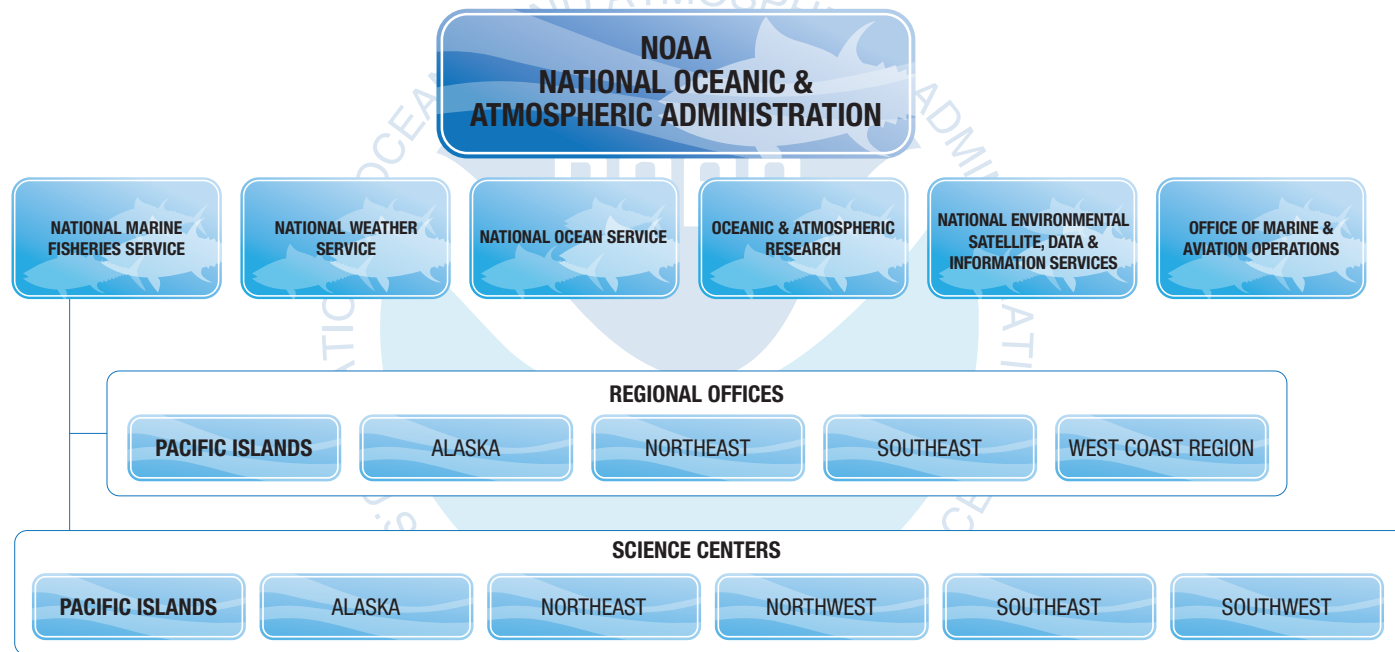 NOAA
NATIONAL OCEANIC &
ATMOSPHERIC ADMINISTRATION
NATIONAL MARINE
FISHERIES SERVICE
NATIONAL WEATHER
SERVICE
NATIONAL OCEAN SERVICE
OCEANIC & ATMOSPHERIC
RESEARCH
NATIONAL ENVIRONMENTAL
SATELLITE, DATA &
INFORMATION SERVICES
OFFICE OF MARINE &
AVIATION OPERATIONS
REGIONAL OFFICES
PACIFIC ISLANDS
ALASKA
NORTHEAST
SOUTHEAST
WEST COAST REGION
SCIENCE CENTERS
PACIFIC ISLANDS
ALASKA
NORTHEAST
NORTHWEST
SOUTHEAST
SOUTHWEST